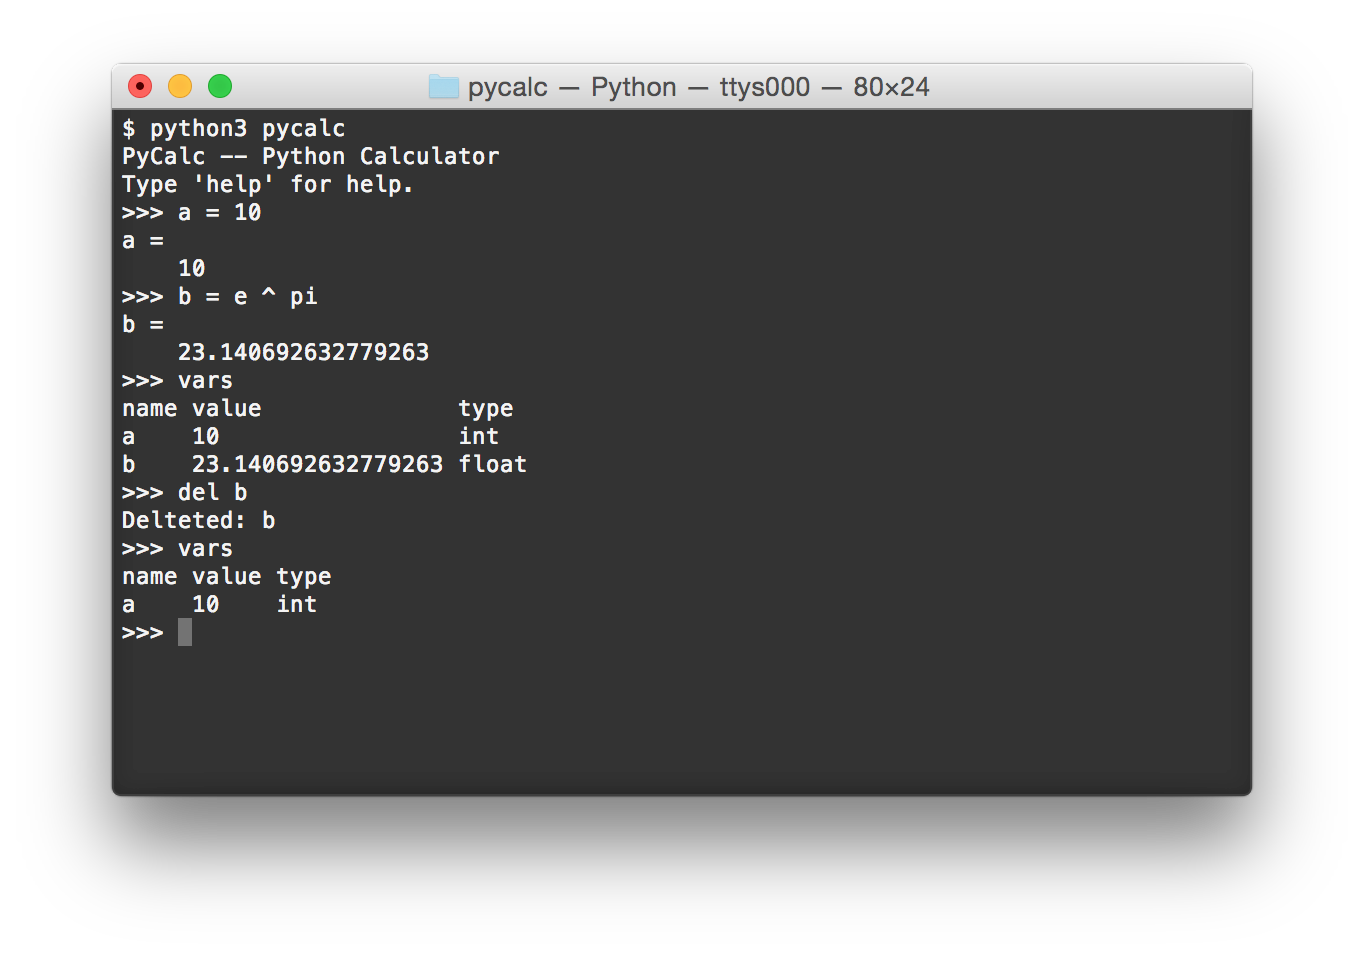 pycalc — Python — ttys000 — 80×24
$ python3 pycalc
PyCalc -- Python Calculator
Type 'help' for help.
>>> a = 10
a =
    10
>>> b = e ^ pi
b =
    23.140692632779263
>>> vars
name value              type
a    10                 int
b    23.140692632779263 float
>>> del b
Delteted: b
>>> vars
name value type
a    10    int
>>>